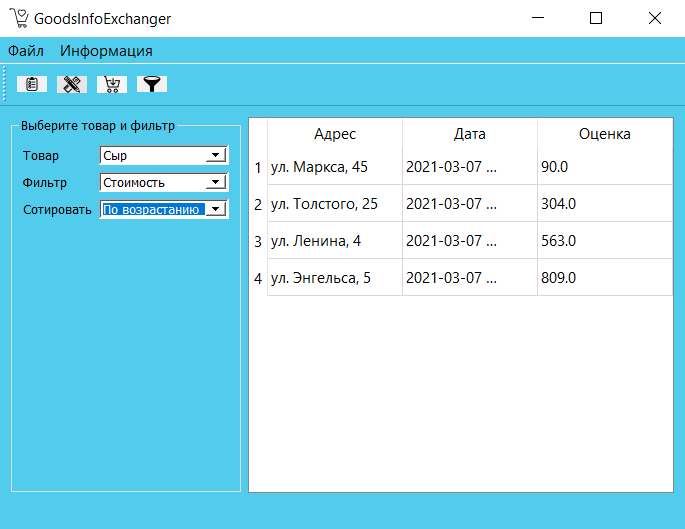 GoodsInfoExchanger
Файл Информация
Выберите товар и фильтр
Товар Сыр
Фильтр Стоимость
Сотировать По возрастанию
Адрес Дата Оценка
1 ул. Маркса, 45 2021-03-07 ... 90.0
2 ул. Толстого, 25 2021-03-07 ... 304.0
3 ул. Ленина, 4 2021-03-07 ... 563.0
4 ул. Энгельса, 5 2021-03-07 ... 809.0